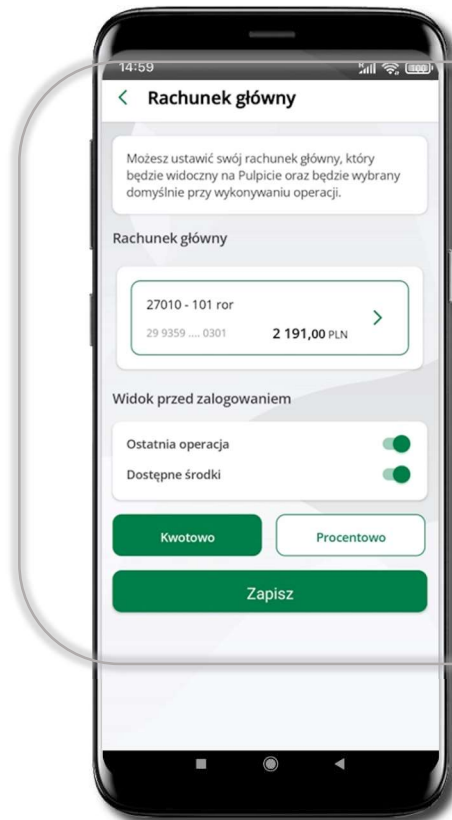 14:59
Rachunek główny
Możesz ustawić swój rachunek główny, który
będzie widoczny na Pulpicie oraz będzie wybrany
domyślnie przy wykonywaniu operacji.
Rachunek główny
27010 - 101 ror
29 9359 .... 0301 2 191,00 PLN
Widok przed zalogowaniem
Ostatnia operacja
Dostępne środki
Kwotowo Procentowo
Zapisz